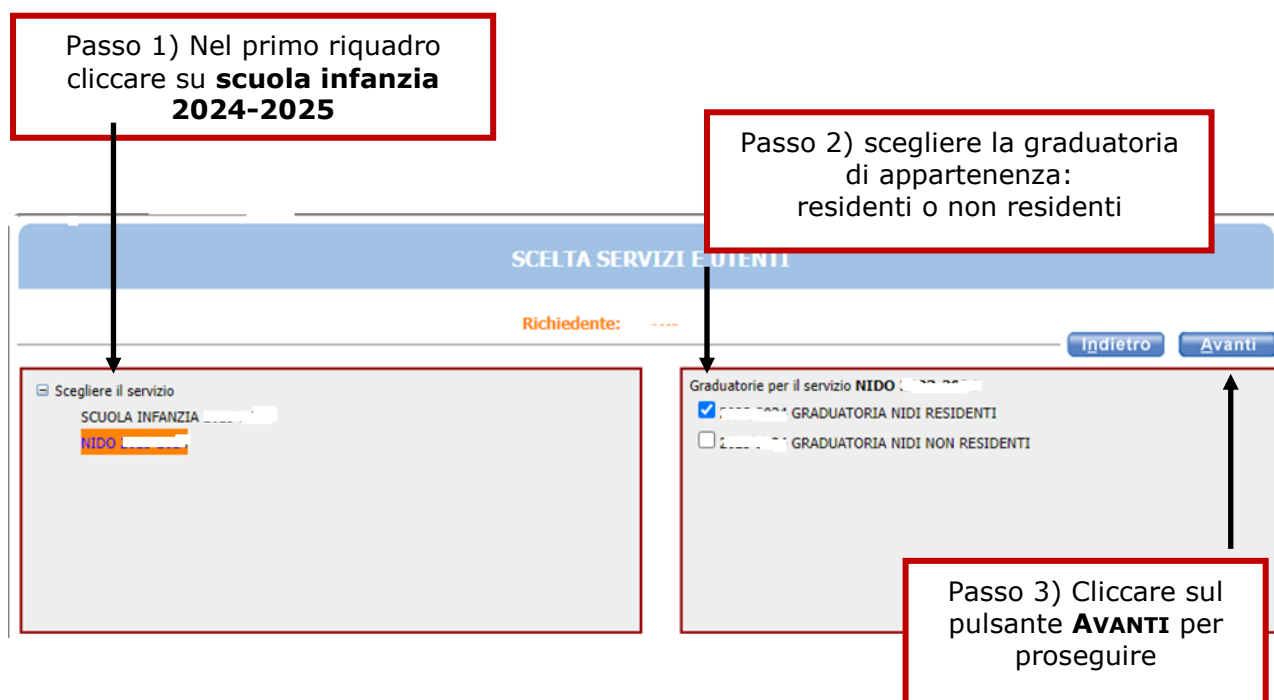 Passo 1) Nel primo riquadro
cliccare su scuola infanzia
2024-2025
Passo 2) scegliere la graduatoria
di appartenenza:
residenti o non residenti
SCELTA SERVIZI E UTENTI
Richiedente:
Indietro
Avanti
Scegliere il servizio
SCUOLA INFANZIA
NIDO
Graduatorie per il servizio NIDO
GRADUATORIA NIDI RESIDENTI
GRADUATORIA NIDI NON RESIDENTI
Passo 3) Cliccare sul
pulsante AVANTI per
proseguire